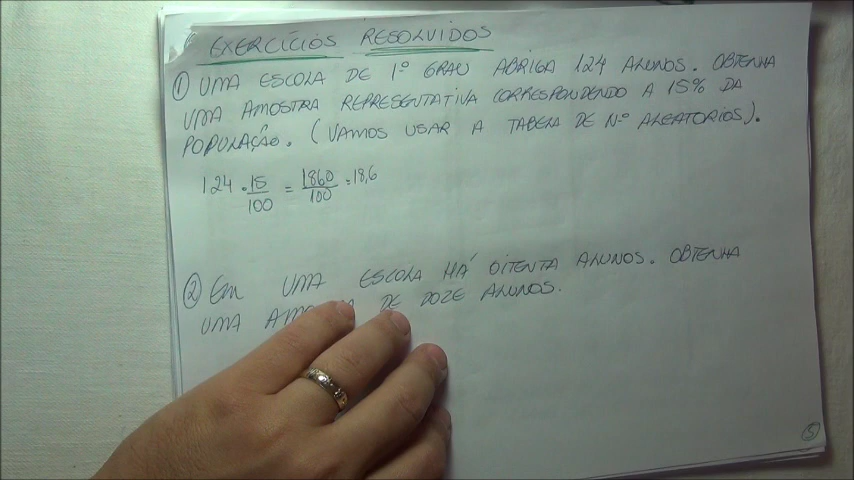 EXERCÍCIOS RESOLVIDOS
① UMA ESCOLA DE 1º GRAU ABRIGA 124 ALUNOS. OBTENHA
UMA AMOSTRA REPRESENTATIVA CORRESPONDENDO A 15% DA
POPULAÇÃO. (VAMOS USAR A TABELA DE Nº ALEATORIOS).
124 . 15/100 = 1860/100 = 18,6
② Em UMA ESCOLA HÁ OITENTA ALUNOS. OBTENHA
UMA DE DOZE ALUNOS.
5